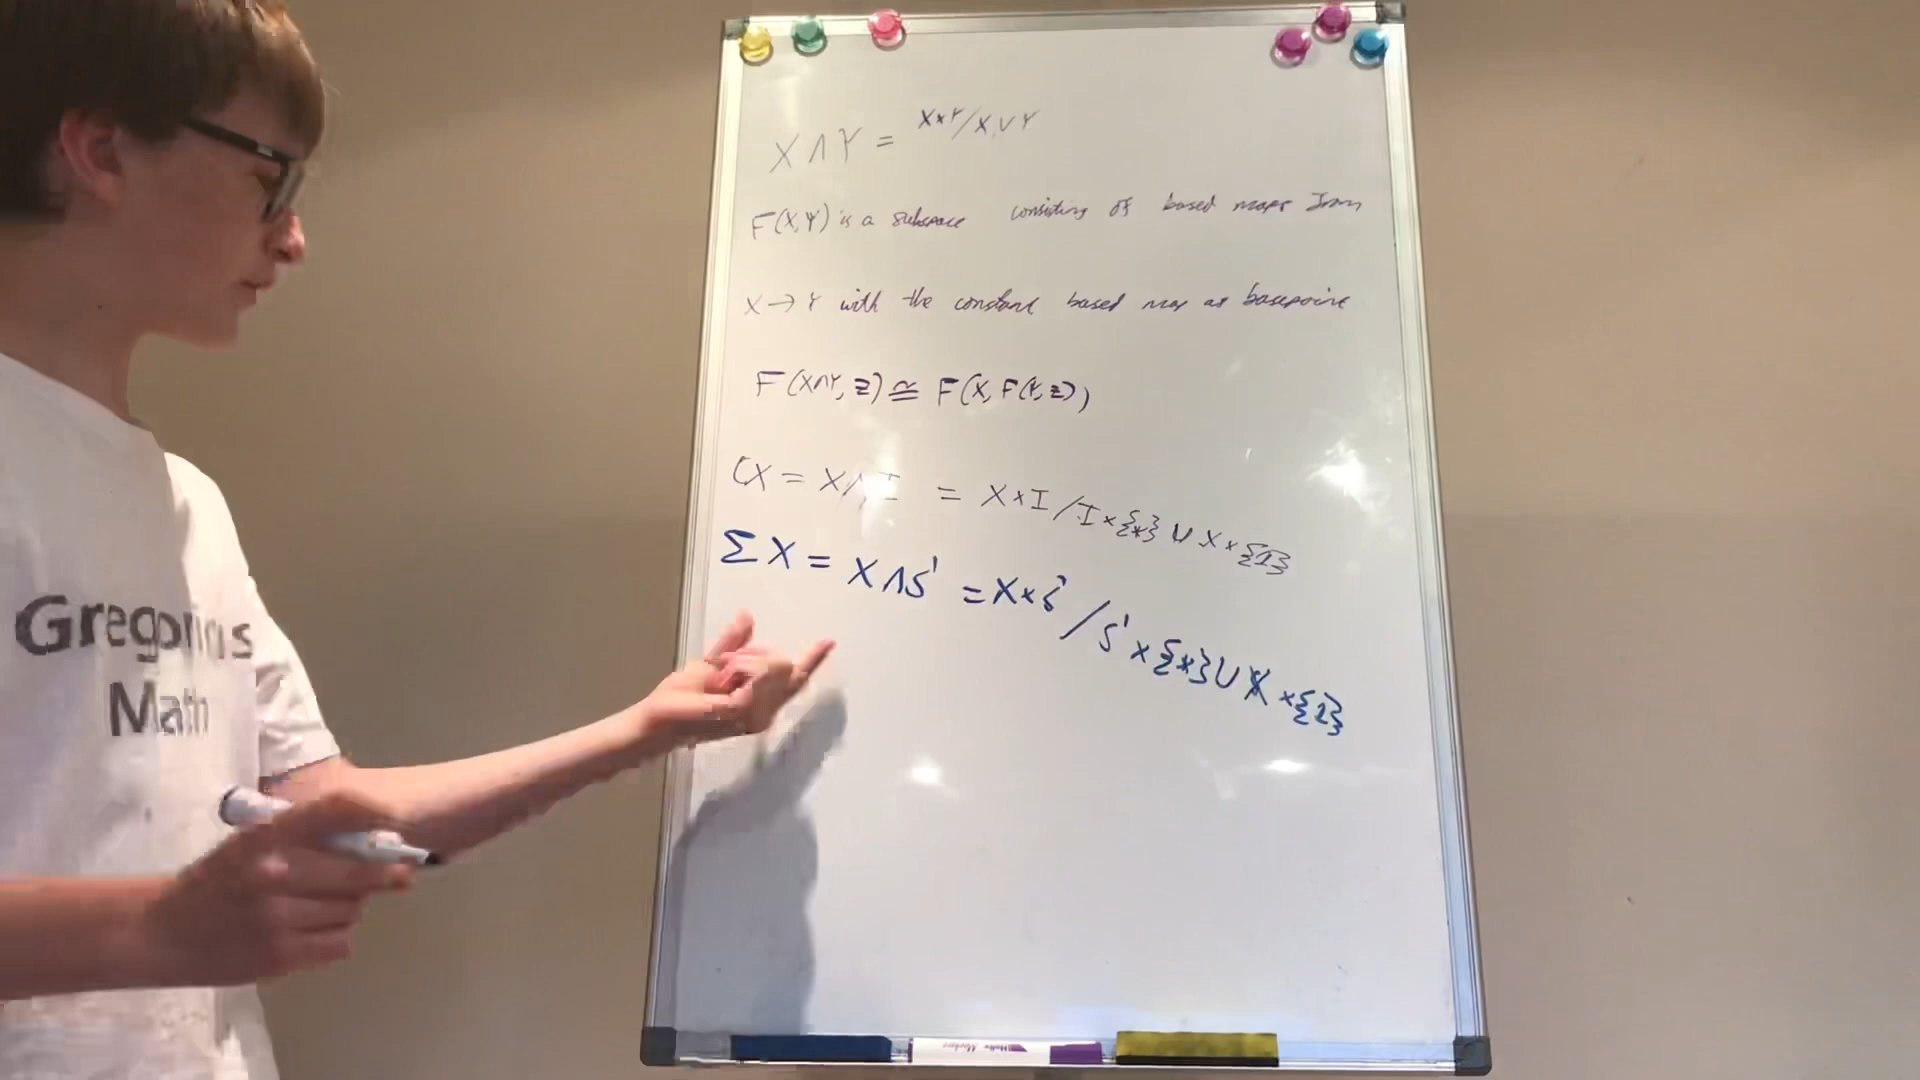 X ∧ Y = X×Y/X∨Y
F(X,Y) is a subspace consisting of based maps from
X → Y with the constant based map as basepoint
F(X∧Y, Z) ≅ F(X, F(Y,Z))
CX = X∧I = X×I / I×{*} ∪ X×{1}
ΣX = X∧S¹ = X×S¹ / S¹×{*} ∪ X×{1}
Gregorius
Math